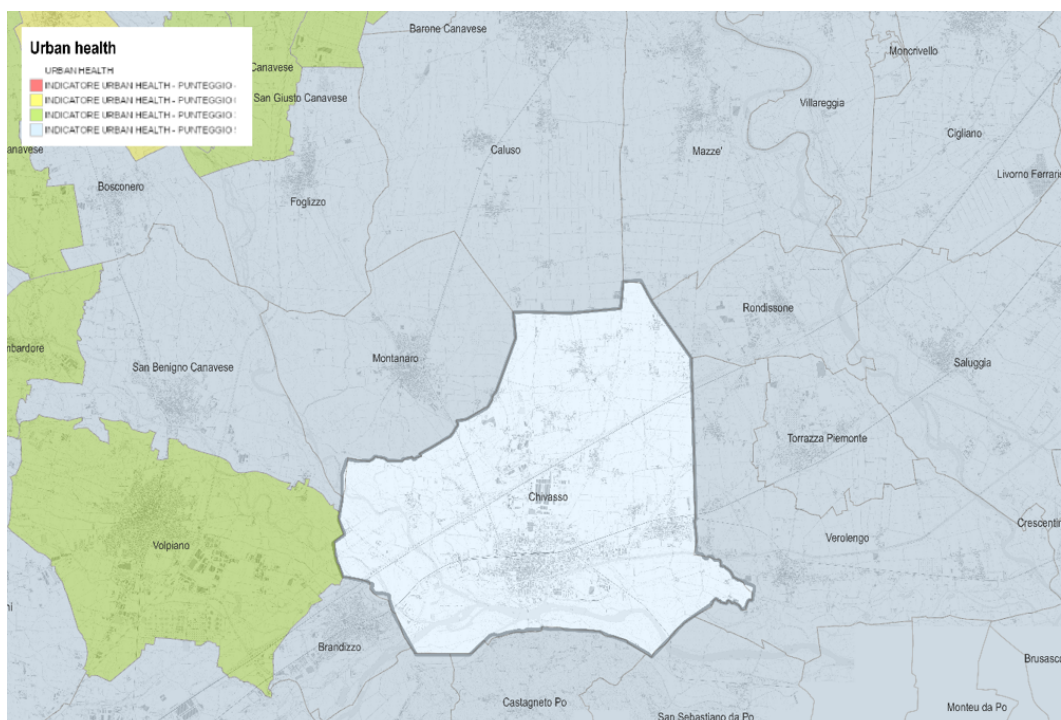 Urban health
URBAN HEALTH
INDICATORE URBAN HEALTH - PUNTEGGIO
INDICATORE URBAN HEALTH - PUNTEGGIO
INDICATORE URBAN HEALTH - PUNTEGGIO
INDICATORE URBAN HEALTH - PUNTEGGIO
Barone Canavese
Moncrivello
Canavese
San Giusto Canavese
Villareggia
Cigliano
Caluso
Mazze'
Livorno Ferraris
Bosconero
Foglizzo
Rondissone
San Benigno Canavese
Montanaro
Saluggia
Torrazza Piemonte
Chivasso
Volpiano
Verolengo
Brandizzo
Brusasco
Castagneto Po
San Sebastiano da Po
Monteu da Po